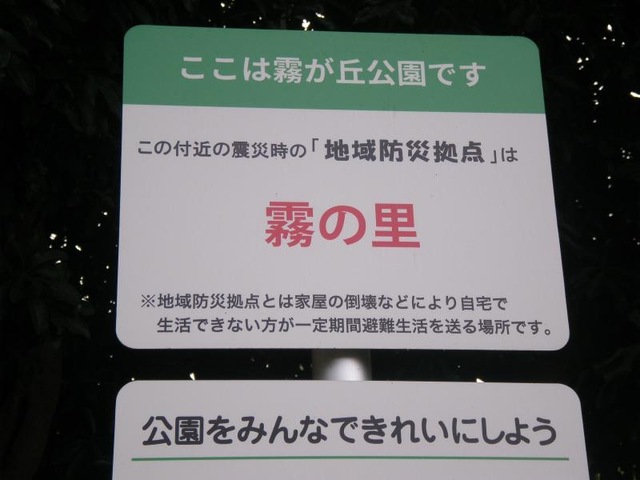 ここは霧が丘公園です
この付近の震災時の「地域防災拠点」は
霧の里
※地域防災拠点とは家屋の倒壊などにより自宅で
生活できない方が一定期間避難生活を送る場所です。
公園をみんなできれいにしよう